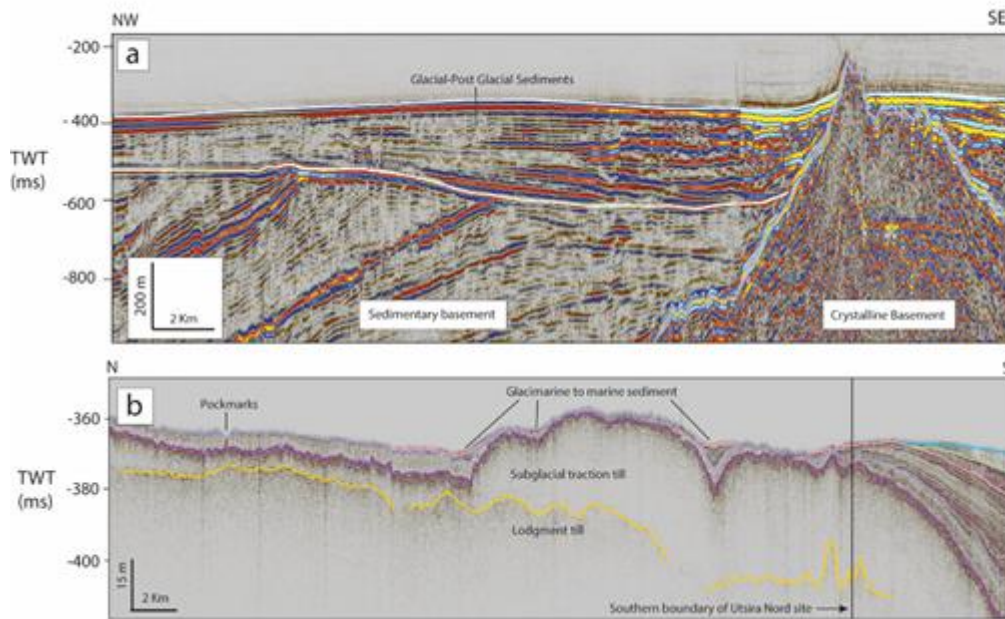 NW
SE
a
-200
Glacial-Post Glacial Sediments
- 400
TWT
(ms)
-600
-800
200 m
2 Km
Sedimentary basement
Crystalline Basement
N
S
b
Glacimarine to marine sediment
Pockmarks
-360
Subglacial traction till
TWT
(ms)
-380
Lodgment till
-400
15 m
2 Km
Southern boundary of Utsira Nord site